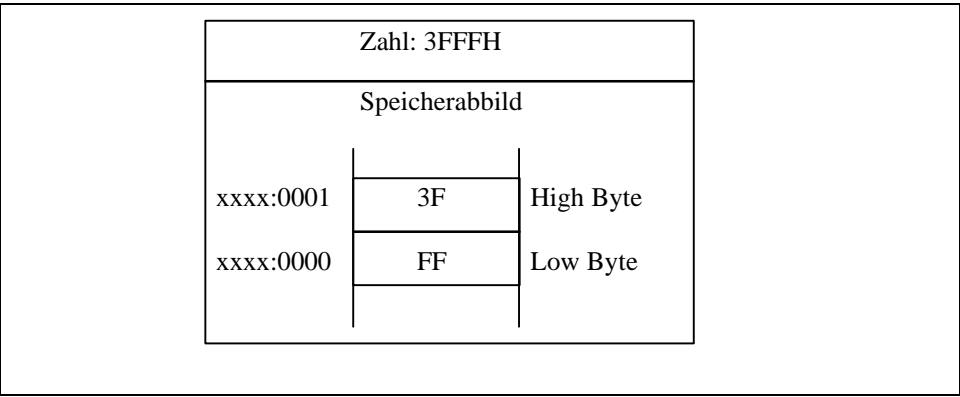 Zahl: 3FFFH
Speicherabbild
xxxx:0001 3F High Byte
xxxx:0000 FF Low Byte